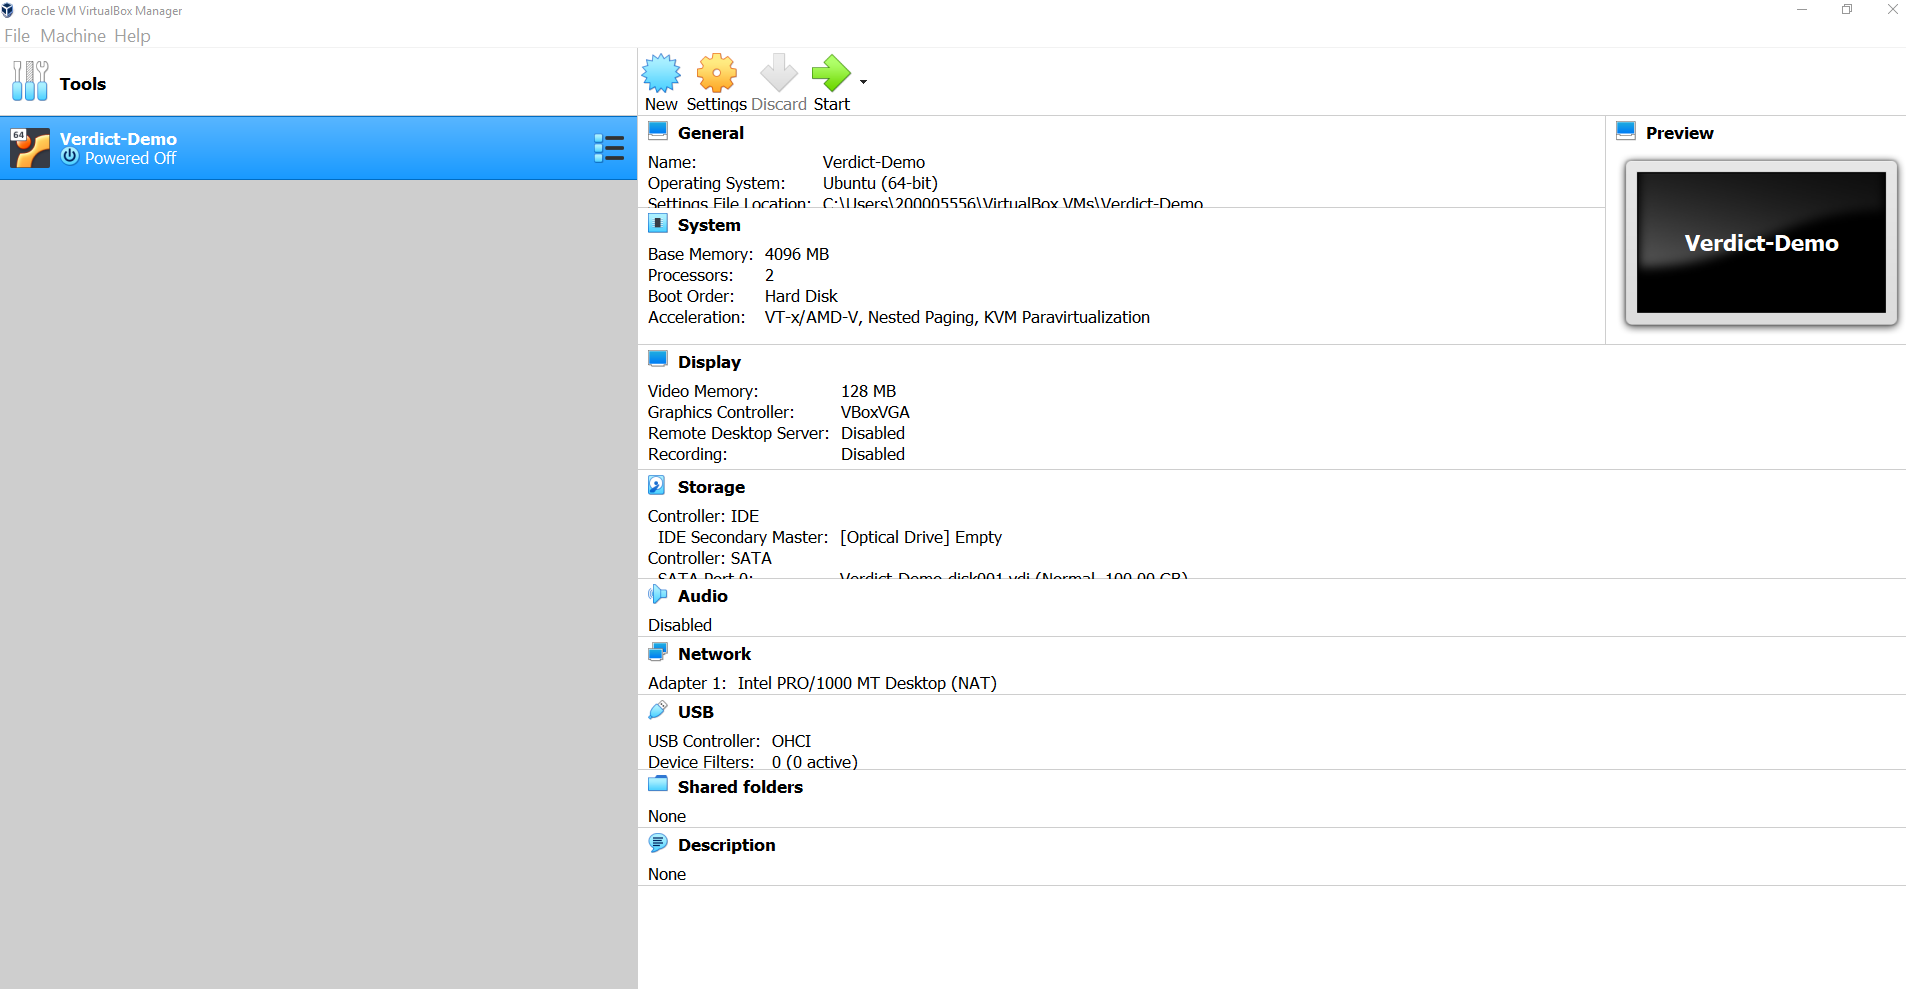 Oracle VM VirtualBox Manager
File Machine Help
Tools
New Settings Discard Start
64
Verdict-Demo
Powered Off
General
Name: Verdict-Demo
Operating System: Ubuntu (64-bit)
Settings File Location: C:\Users\200005556\VirtualBox VMs\Verdict-Demo
Preview
Verdict-Demo
System
Base Memory: 4096 MB
Processors: 2
Boot Order: Hard Disk
Acceleration: VT-x/AMD-V, Nested Paging, KVM Paravirtualization
Display
Video Memory: 128 MB
Graphics Controller: VBoxVGA
Remote Desktop Server: Disabled
Recording: Disabled
Storage
Controller: IDE
IDE Secondary Master: [Optical Drive] Empty
Controller: SATA
SATA Port 0: Verdict-Demo-disk001.vdi (Normal, 100.00 GB)
Audio
Disabled
Network
Adapter 1: Intel PRO/1000 MT Desktop (NAT)
USB
USB Controller: OHCI
Device Filters: 0 (0 active)
Shared folders
None
Description
None